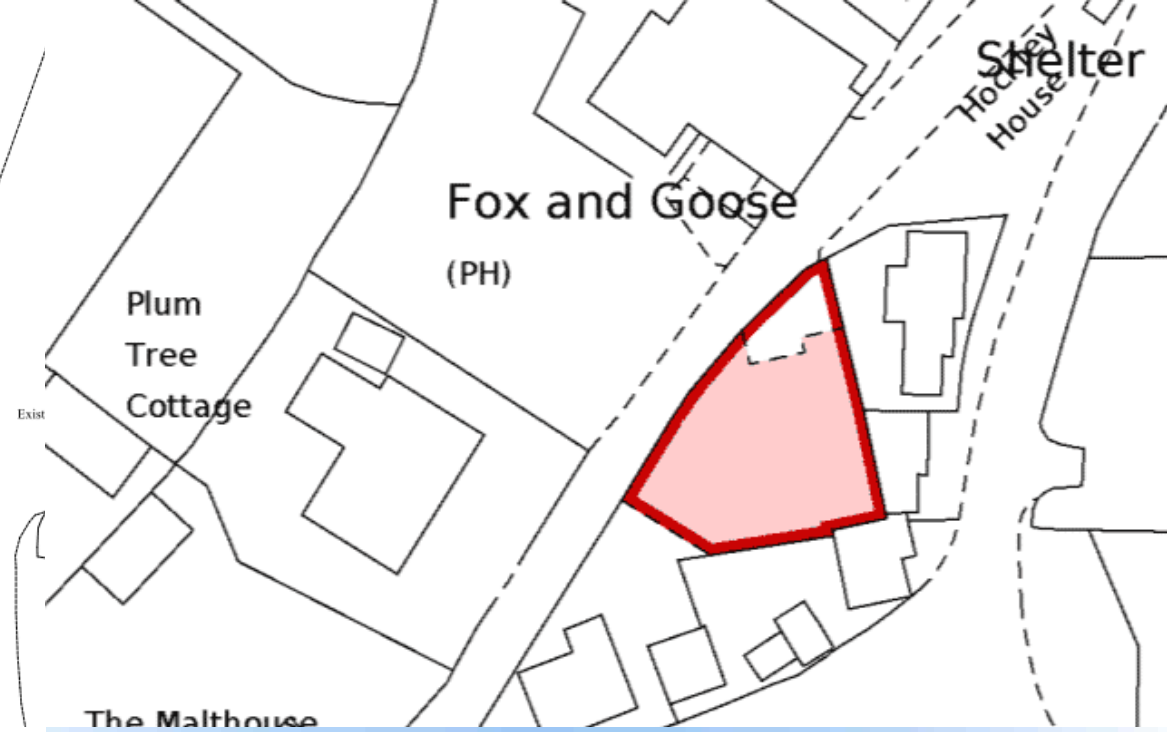 Shelter
Hockley
House
Fox and Goose
(PH)
Plum
Tree
Cottage
Exist
The Malthouse